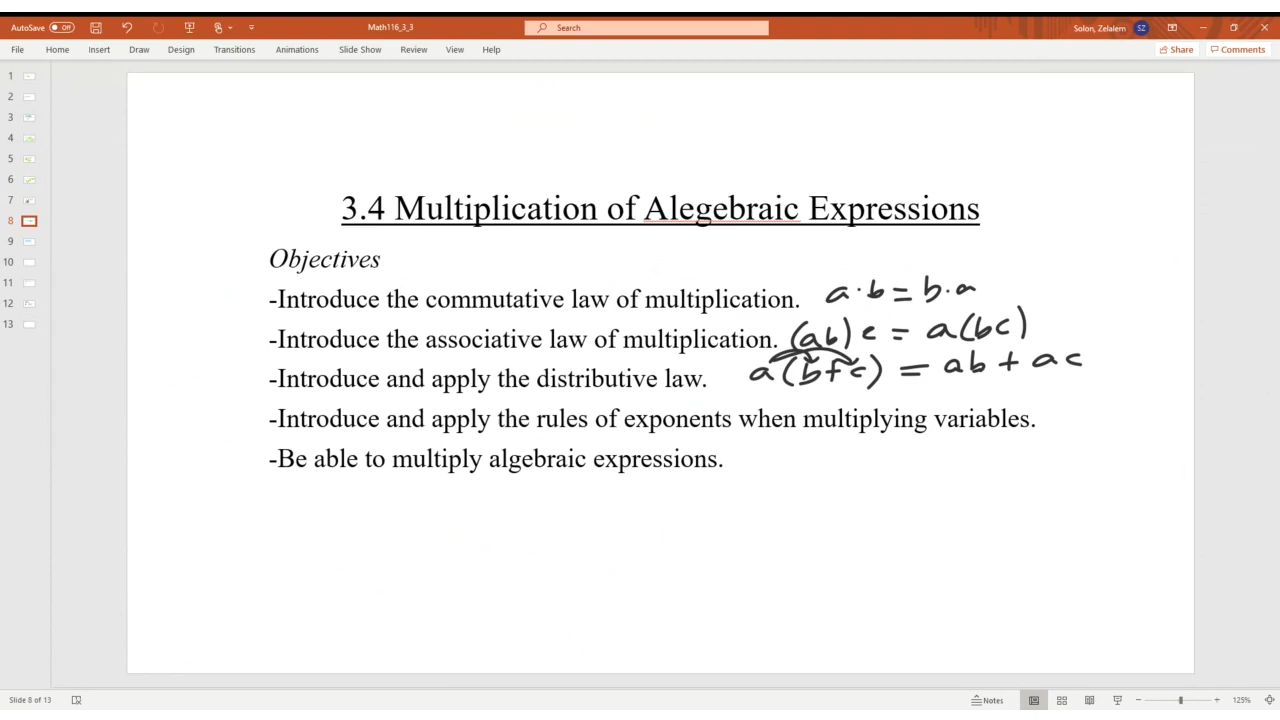 AutoSave Off Math116_3_3 Search Solon, Zelalem SZ
File Home Insert Draw Design Transitions Animations Slide Show Review View Help Share Comments
1
2
3
4
5
6
7
8
9
10
11
12
13
3.4 Multiplication of Alegebraic Expressions
Objectives
-Introduce the commutative law of multiplication. a · b = b · a
-Introduce the associative law of multiplication. (ab) c = a(bc)
-Introduce and apply the distributive law. a(b+c) = ab + ac
-Introduce and apply the rules of exponents when multiplying variables.
-Be able to multiply algebraic expressions.
Slide 8 of 13 Notes 125%